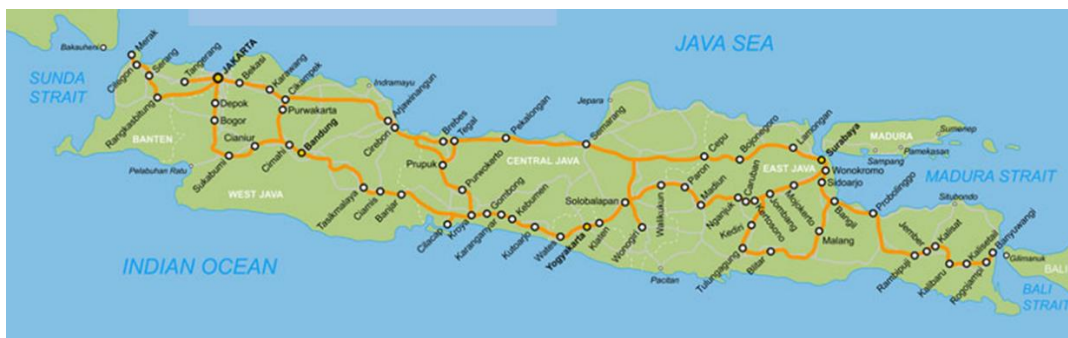 JAVA SEA
SUNDA STRAIT
INDIAN OCEAN
MADURA STRAIT
BALI STRAIT
BANTEN
WEST JAVA
CENTRAL JAVA
EAST JAVA
MADURA
BALI
Bakauheni
Merak
Cilegon
Serang
Rangkasbitung
Tangerang
JAKARTA
Bekasi
Karawang
Cikampek
Depok
Bogor
Purwakarta
Cianiur
Sukabumi
Pelabuhan Ratu
Cimahi
Bandung
Indramayu
Arjawinangun
Cirebon
Tasikmalaya
Ciamis
Banjar
Brebes
Tegal
Prupuk
Pekalongan
Purwokerto
Cilacap
Kroya
Karanganyar
Gombong
Kebumen
Kutoarjo
Wates
Yogyakarta
Klaten
Jepara
Semarang
Solobalapan
Wonogiri
Walikukun
Pacitan
Paron
Madiun
Cepu
Bojonegoro
Lamongan
Nganjuk
Caruban
Kertosono
Jombang
Mojokerto
Kediri
Tulungagung
Blitar
Malang
Surabaya
Wonokromo
Sidoarjo
Bangil
Probolinggo
Sampang
Pamekasan
Sumenep
Situbondo
Rambipuji
Jember
Kalisat
Kalibaru
Kalisetail
Rogojampi
Banyuwangi
Gilimanuk